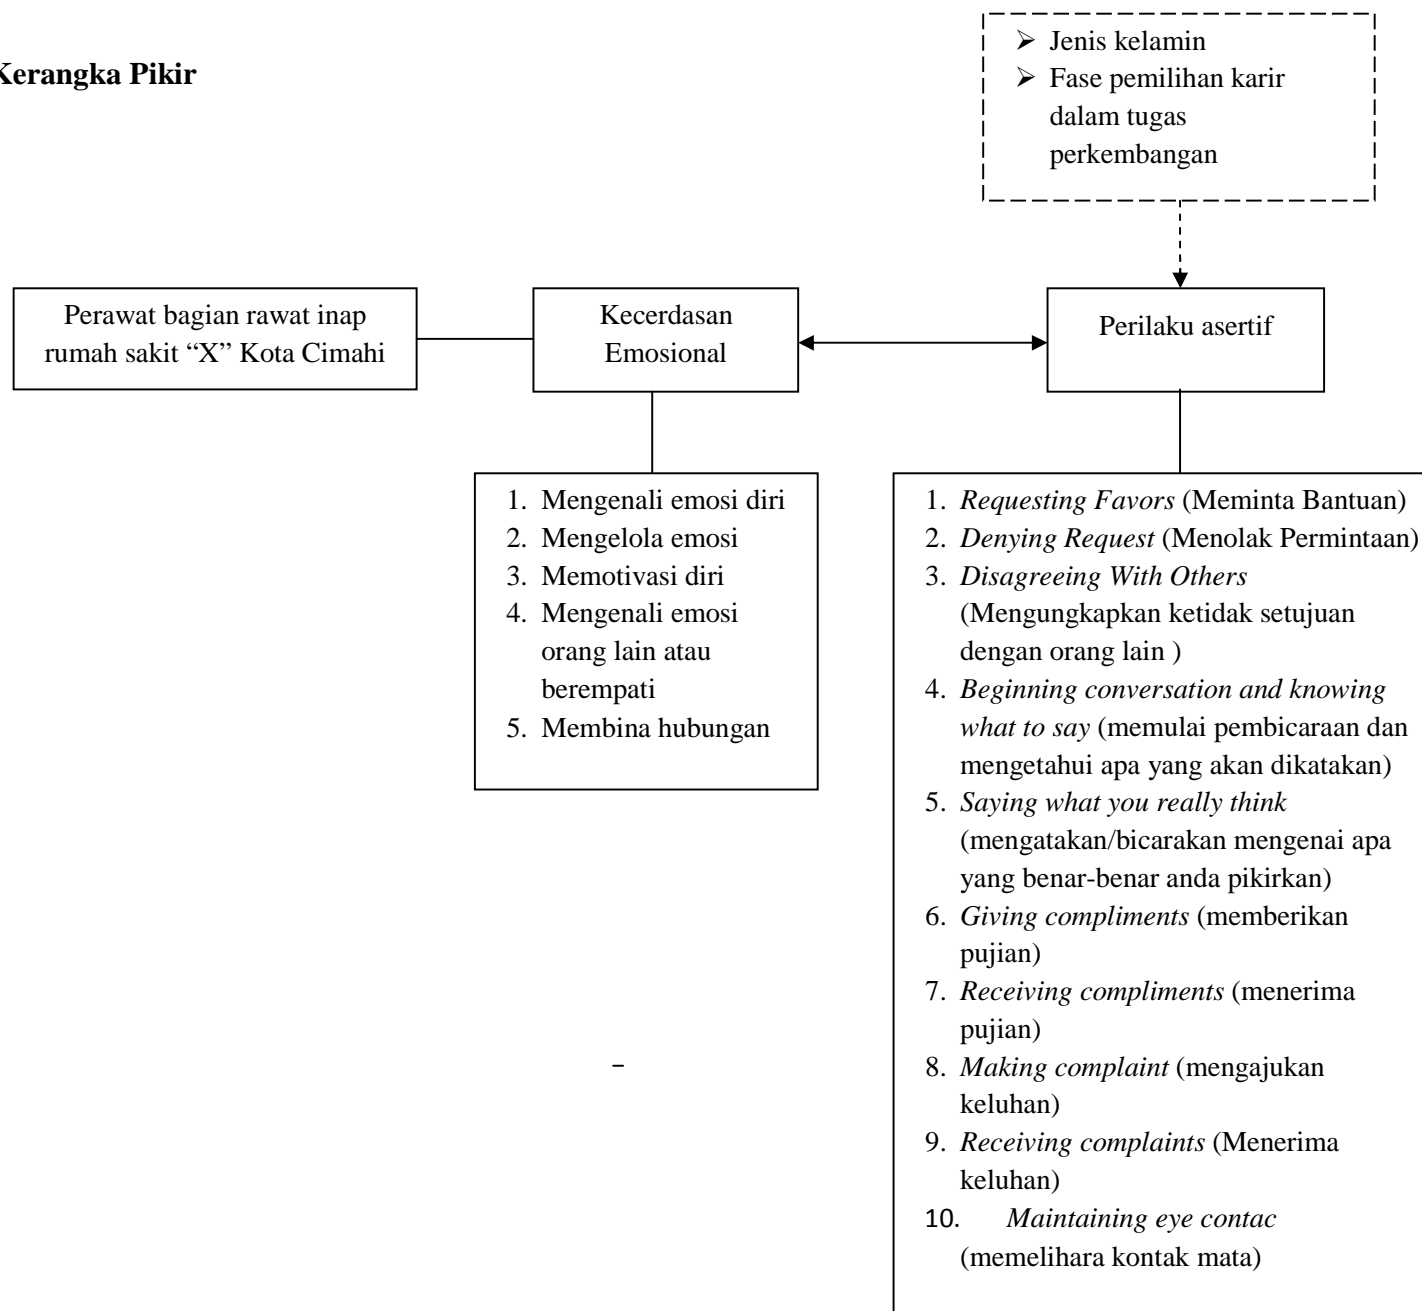 ➤ Jenis kelamin
➤ Fase pemilihan karir
dalam tugas
perkembangan
Kerangka Pikir
Perawat bagian rawat inap
rumah sakit “X” Kota Cimahi
Kecerdasan
Emosional
Perilaku asertif
1. Mengenali emosi diri
2. Mengelola emosi
3. Memotivasi diri
4. Mengenali emosi
orang lain atau
berempati
5. Membina hubungan
1. Requesting Favors (Meminta Bantuan)
2. Denying Request (Menolak Permintaan)
3. Disagreeing With Others
(Mengungkapkan ketidak setujuan
dengan orang lain )
4. Beginning conversation and knowing
what to say (memulai pembicaraan dan
mengetahui apa yang akan dikatakan)
5. Saying what you really think
(mengatakan/bicarakan mengenai apa
yang benar-benar anda pikirkan)
6. Giving compliments (memberikan
pujian)
7. Receiving compliments (menerima
pujian)
8. Making complaint (mengajukan
keluhan)
9. Receiving complaints (Menerima
keluhan)
10. Maintaining eye contac
(memelihara kontak mata)